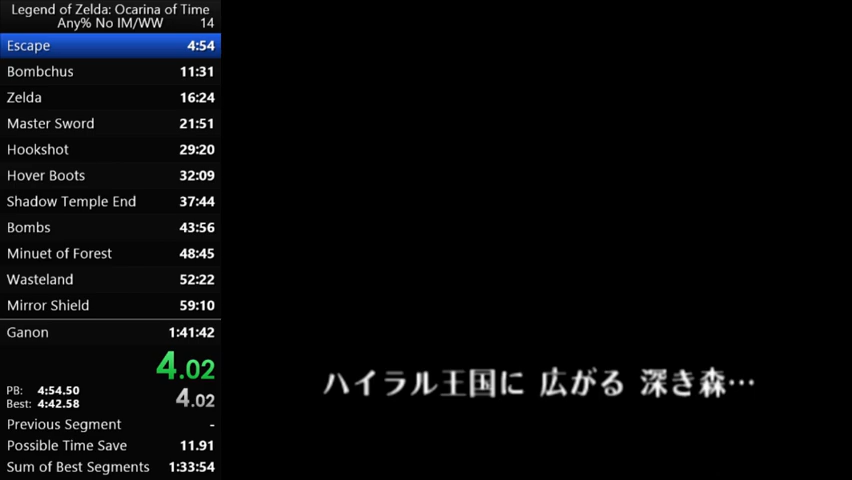 Legend of Zelda: Ocarina of Time
Any% No IM/WW 14
Escape 4:54
Bombchus 11:31
Zelda 16:24
Master Sword 21:51
Hookshot 29:20
Hover Boots 32:09
Shadow Temple End 37:44
Bombs 43:56
Minuet of Forest 48:45
Wasteland 52:22
Mirror Shield 59:10
Ganon 1:41:42
4.02
PB: 4:54.50
Best: 4:42.58 4.02
Previous Segment -
Possible Time Save 11.91
Sum of Best Segments 1:33:54
ハイラル王国に 広がる 深き森…